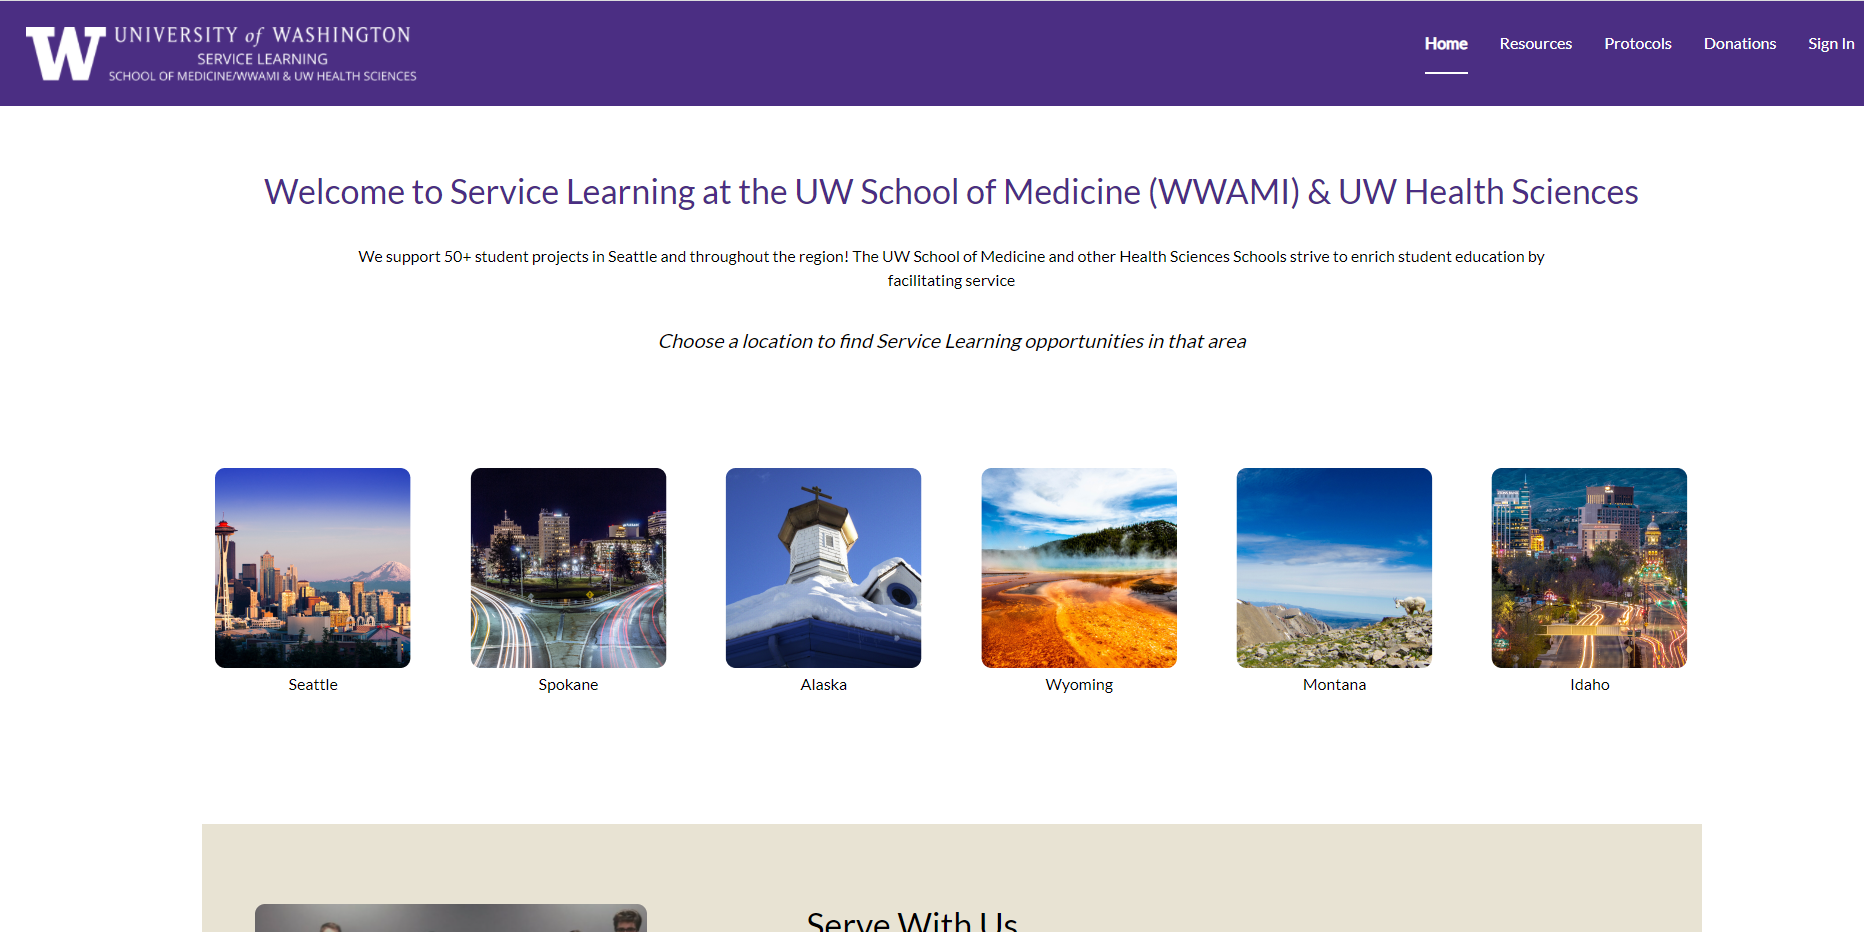 W UNIVERSITY of WASHINGTON
SERVICE LEARNING
SCHOOL OF MEDICINE/WWAMI & UW HEALTH SCIENCES
Home Resources Protocols Donations Sign In
Welcome to Service Learning at the UW School of Medicine (WWAMI) & UW Health Sciences
We support 50+ student projects in Seattle and throughout the region! The UW School of Medicine and other Health Sciences Schools strive to enrich student education by
facilitating service
Choose a location to find Service Learning opportunities in that area
Seattle Spokane Alaska Wyoming Montana Idaho
Serve With Us